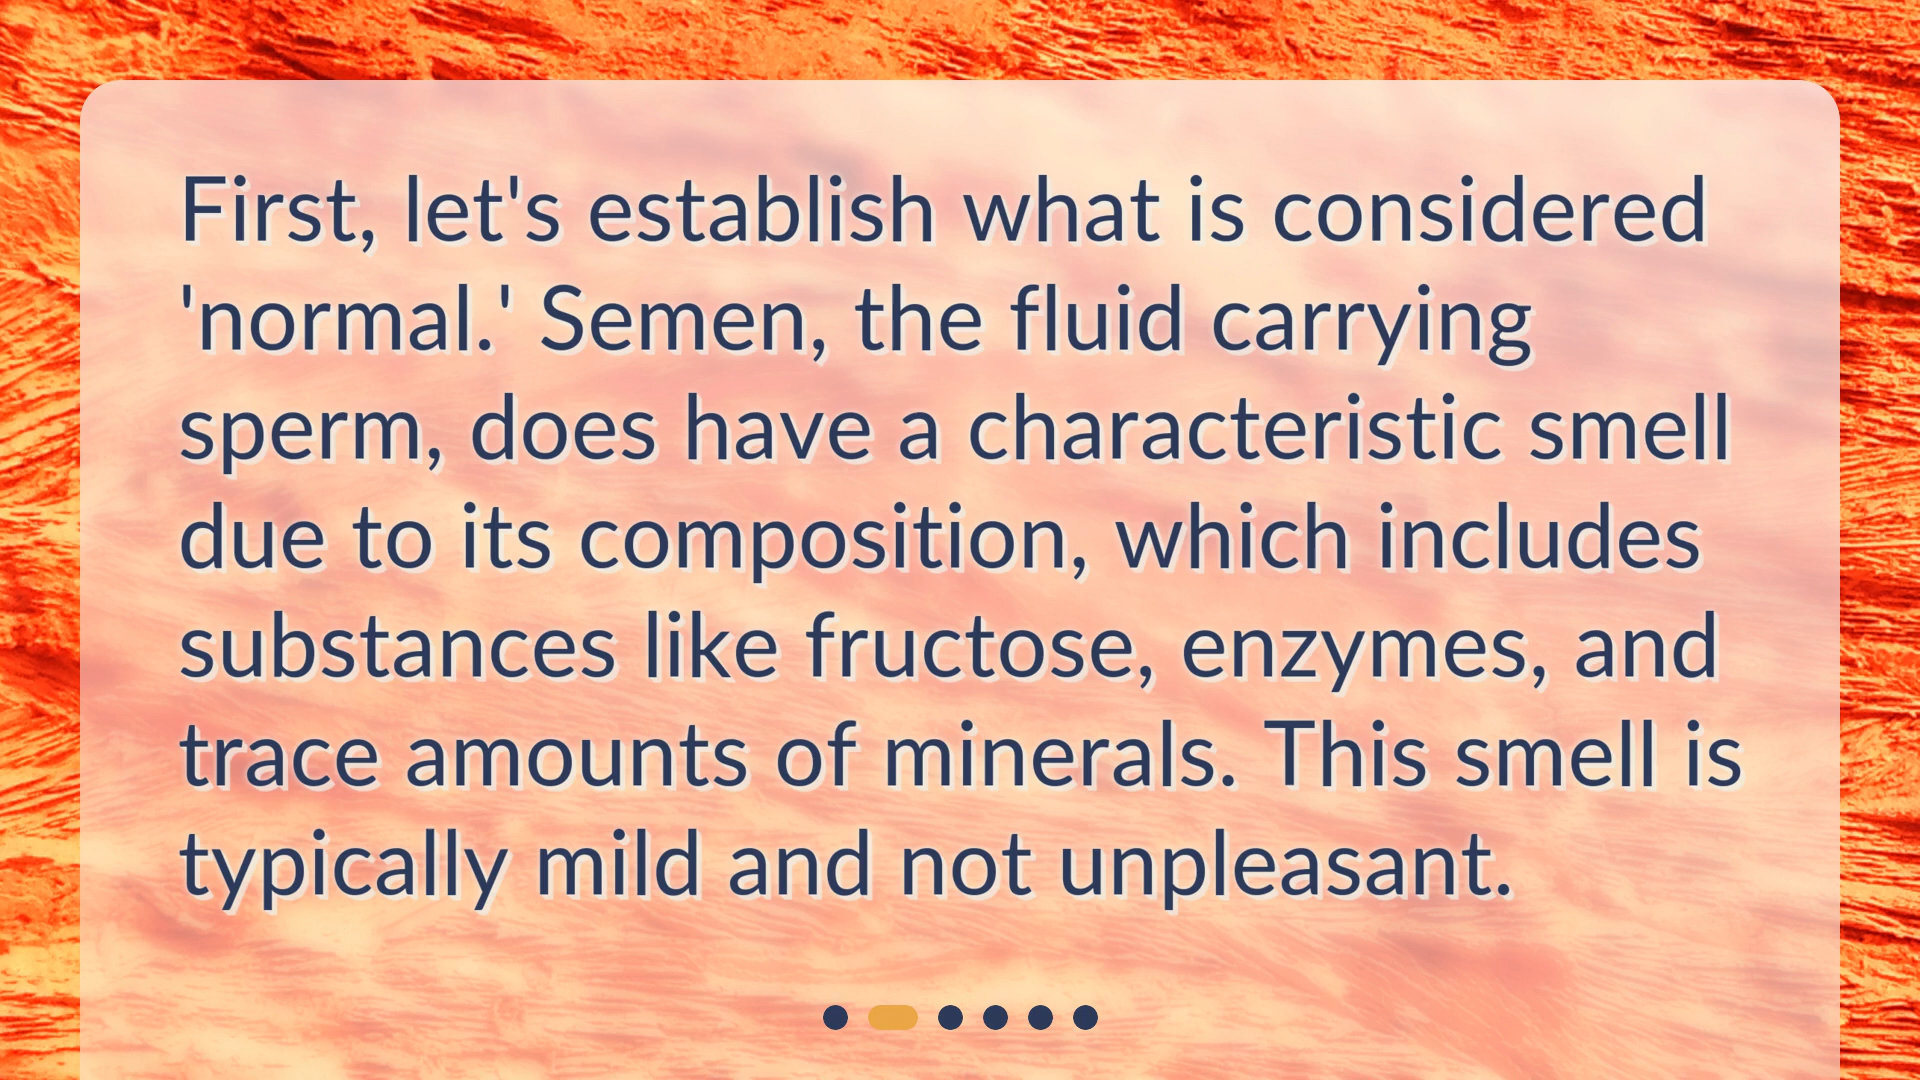 First, let's establish what is considered
'normal.' Semen, the fluid carrying
sperm, does have a characteristic smell
due to its composition, which includes
substances like fructose, enzymes, and
trace amounts of minerals. This smell is
typically mild and not unpleasant.